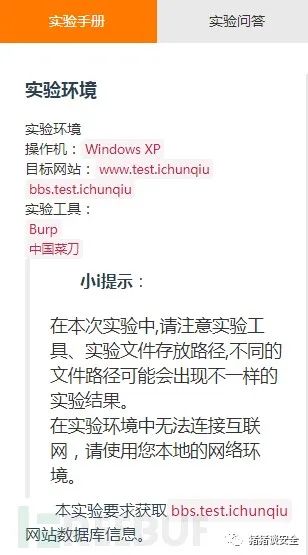 实验手册
实验问答
实验环境
实验环境
操作机： Windows XP
目标网站： www.test.ichunqiu
bbs.test.ichunqiu
实验工具：
Burp
中国菜刀
小i提示：
在本次实验中,请注意实验工
具、实验文件存放路径,不同的
文件路径可能会出现不一样的
实验结果。
在实验环境中无法连接互联
网，请使用您本地的网络环
境。
本实验要求获取 bbs.test.ichunqiu
网站数据库信息。
猪猪谈安全